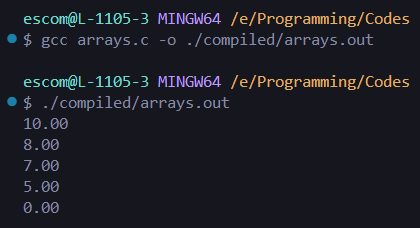 escom@L-1105-3 MINGW64 /e/Programming/Codes
$ gcc arrays.c -o ./compiled/arrays.out
escom@L-1105-3 MINGW64 /e/Programming/Codes
$ ./compiled/arrays.out
10.00
8.00
7.00
5.00
0.00